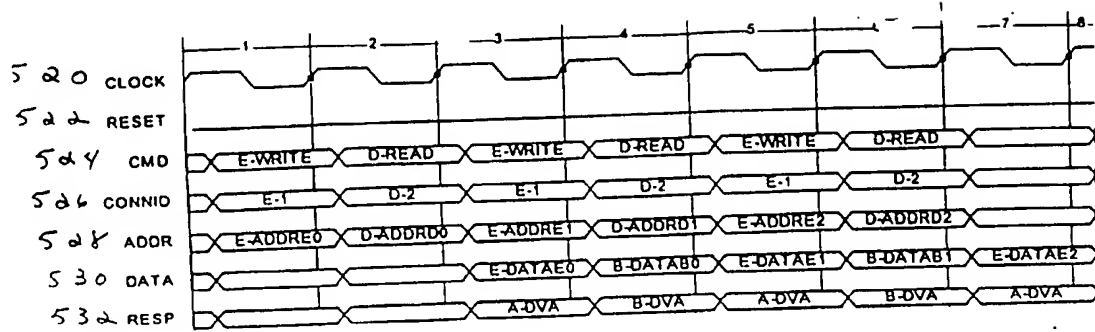 1 2 3 4 5 7 8
520 CLOCK
522 RESET
524 CMD E-WRITE D-READ E-WRITE D-READ E-WRITE D-READ
526 CONNID E-1 D-2 E-1 D-2 E-1 D-2
528 ADDR E-ADDRE0 D-ADDRD0 E-ADDRE1 D-ADDRD1 E-ADDRE2 D-ADDRD2
530 DATA E-DATAE0 B-DATAB0 E-DATAE1 B-DATAB1 E-DATAE2
532 RESP A-DVA B-DVA A-DVA B-DVA A-DVA